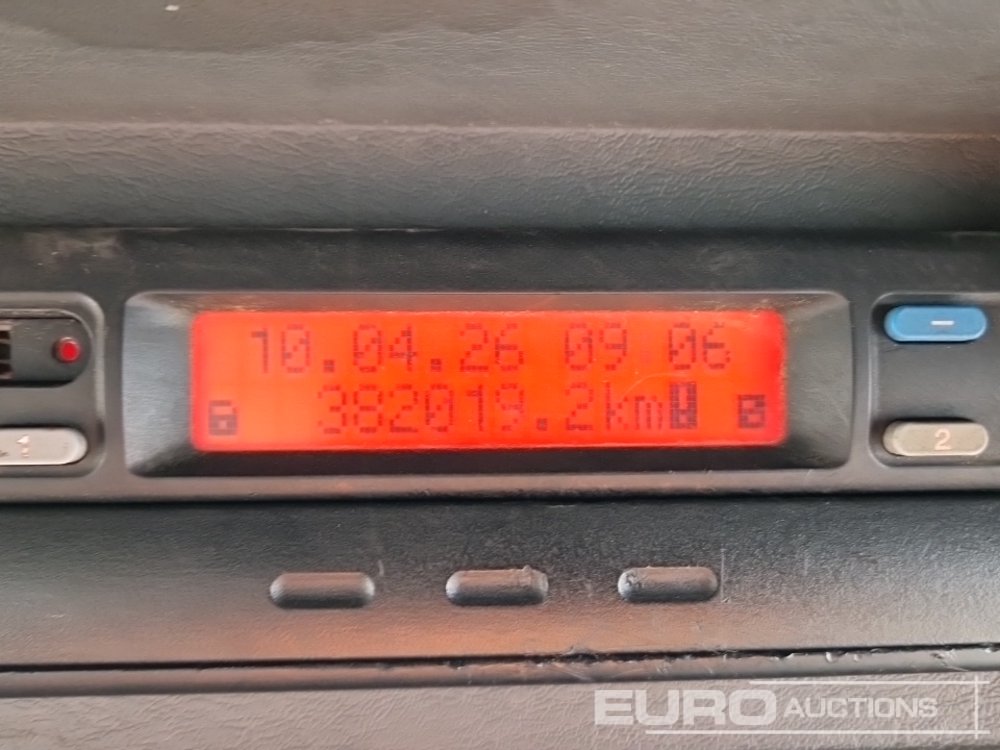 10.04.26 09 06
382019.2km
1
2
EURO AUCTIONS